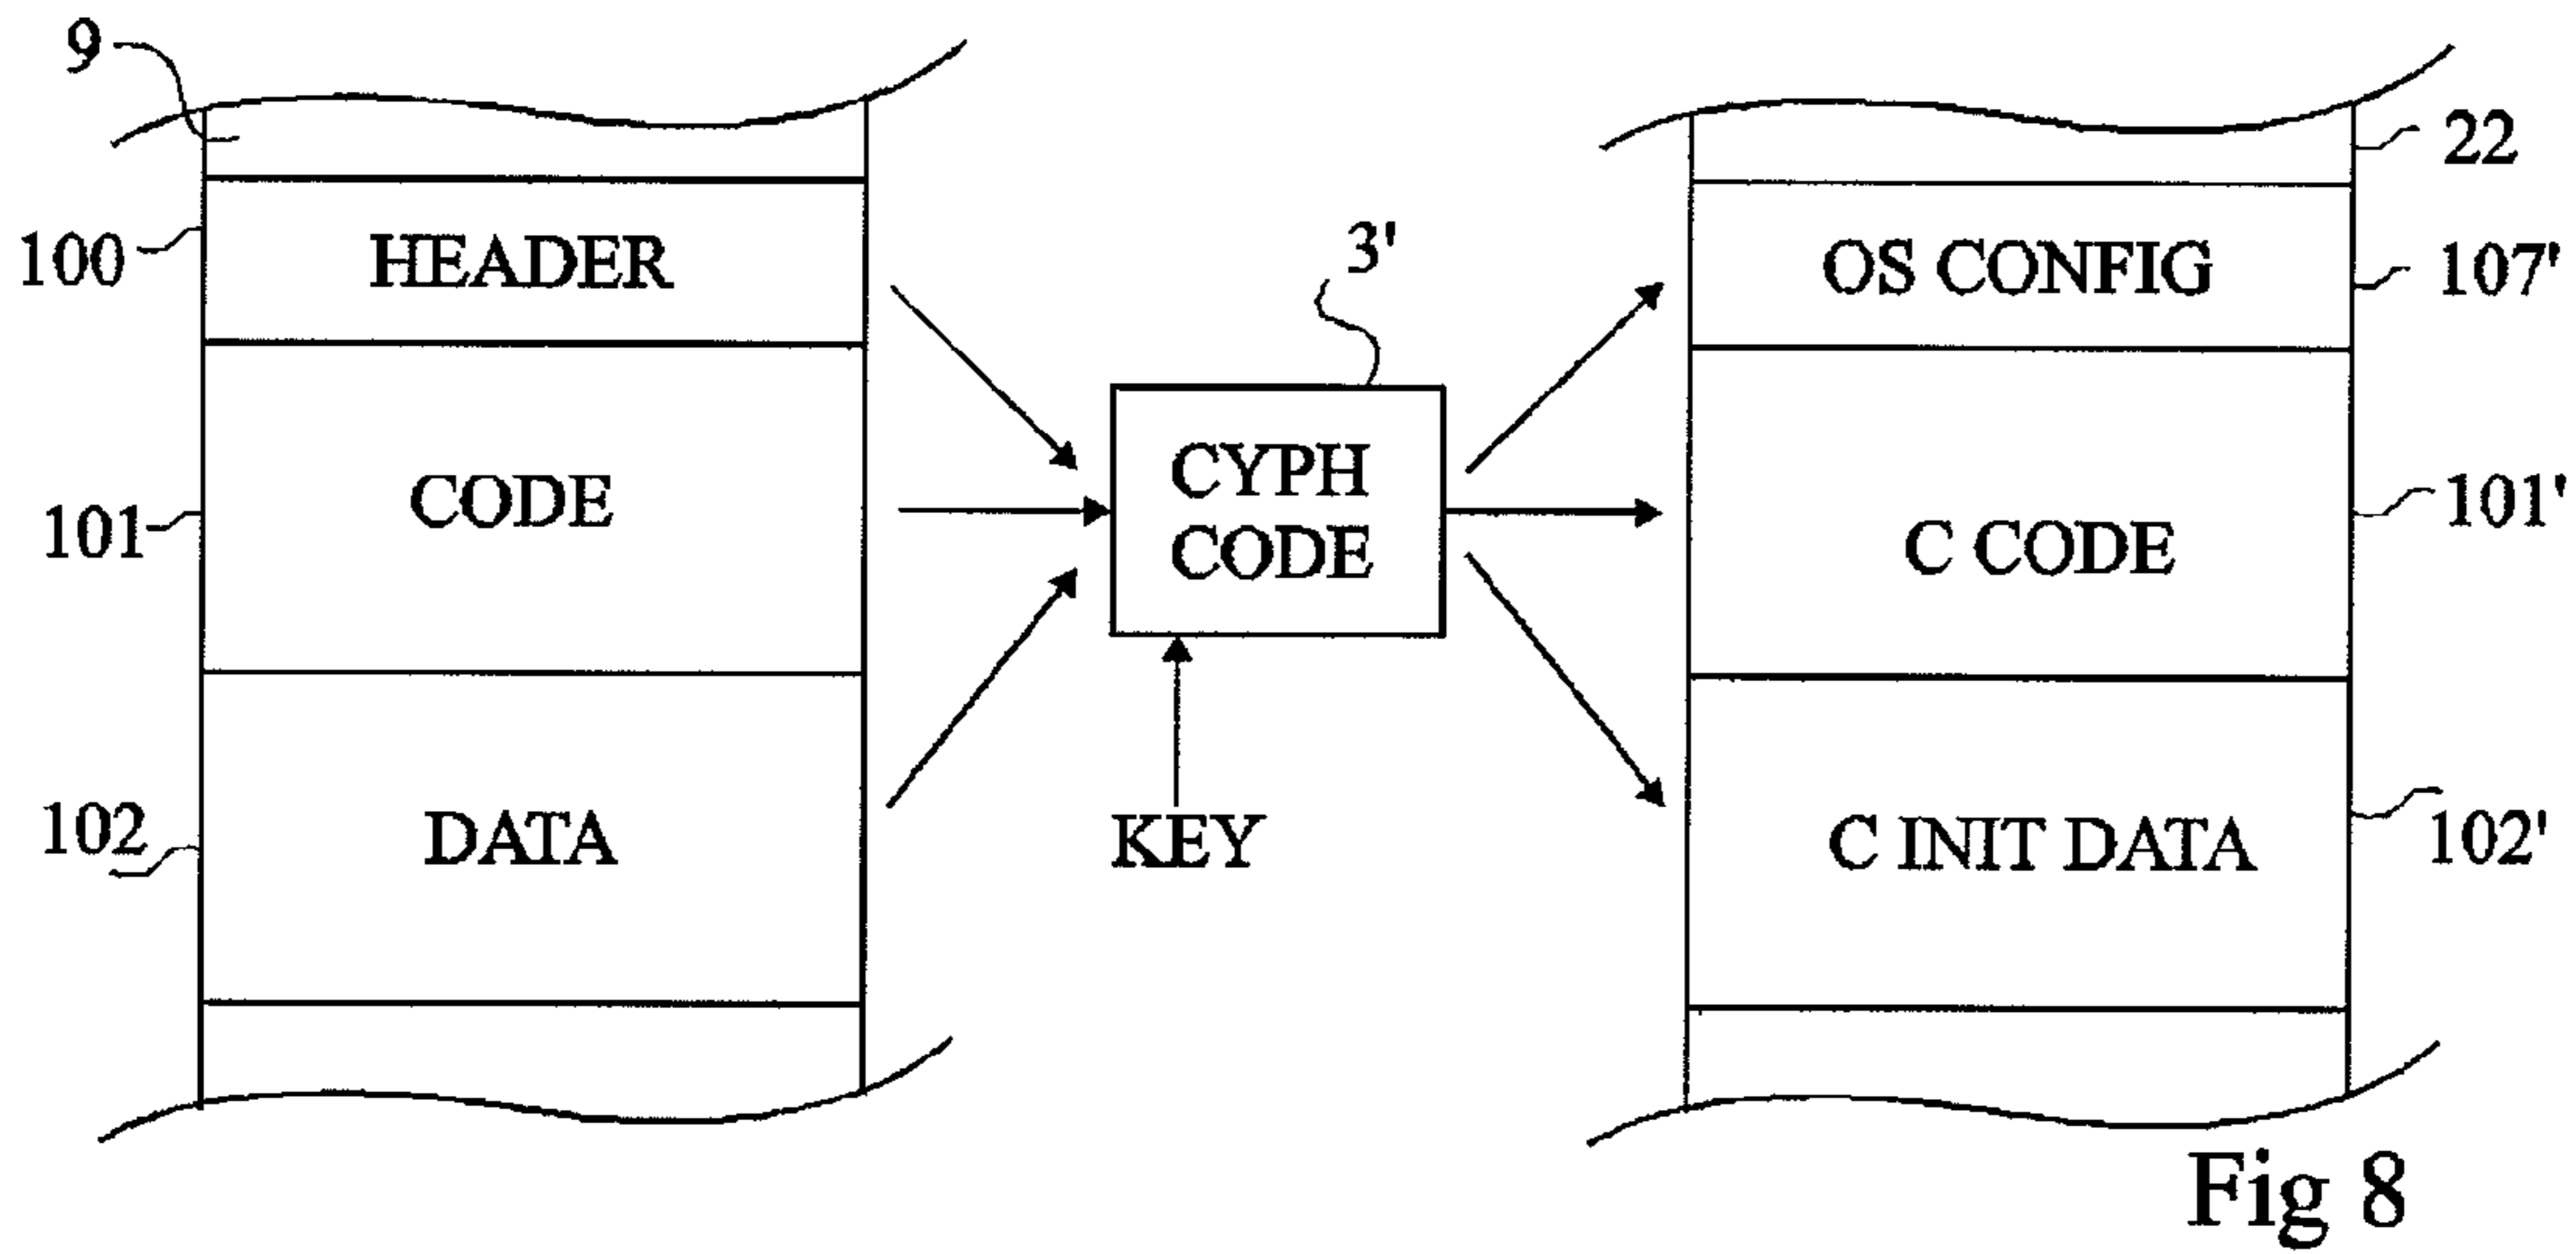 9
100
HEADER
101
CODE
102
DATA
3'
CYPH
CODE
KEY
22
OS CONFIG
107'
C CODE
101'
C INIT DATA
102'
Fig 8